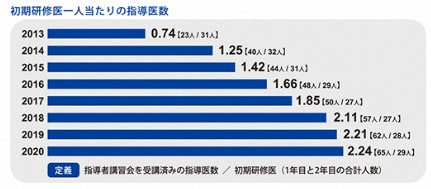 初期研修医一人当たりの指導医数
2013 0.74【23人 / 31人】
2014 1.25【40人 / 32人】
2015 1.42【44人 / 31人】
2016 1.66【48人 / 29人】
2017 1.85【50人 / 27人】
2018 2.11【57人 / 27人】
2019 2.21【62人 / 28人】
2020 2.24【65人 / 29人】
定義 指導者講習会を受講済みの指導医数 ／ 初期研修医（1年目と2年目の合計人数）